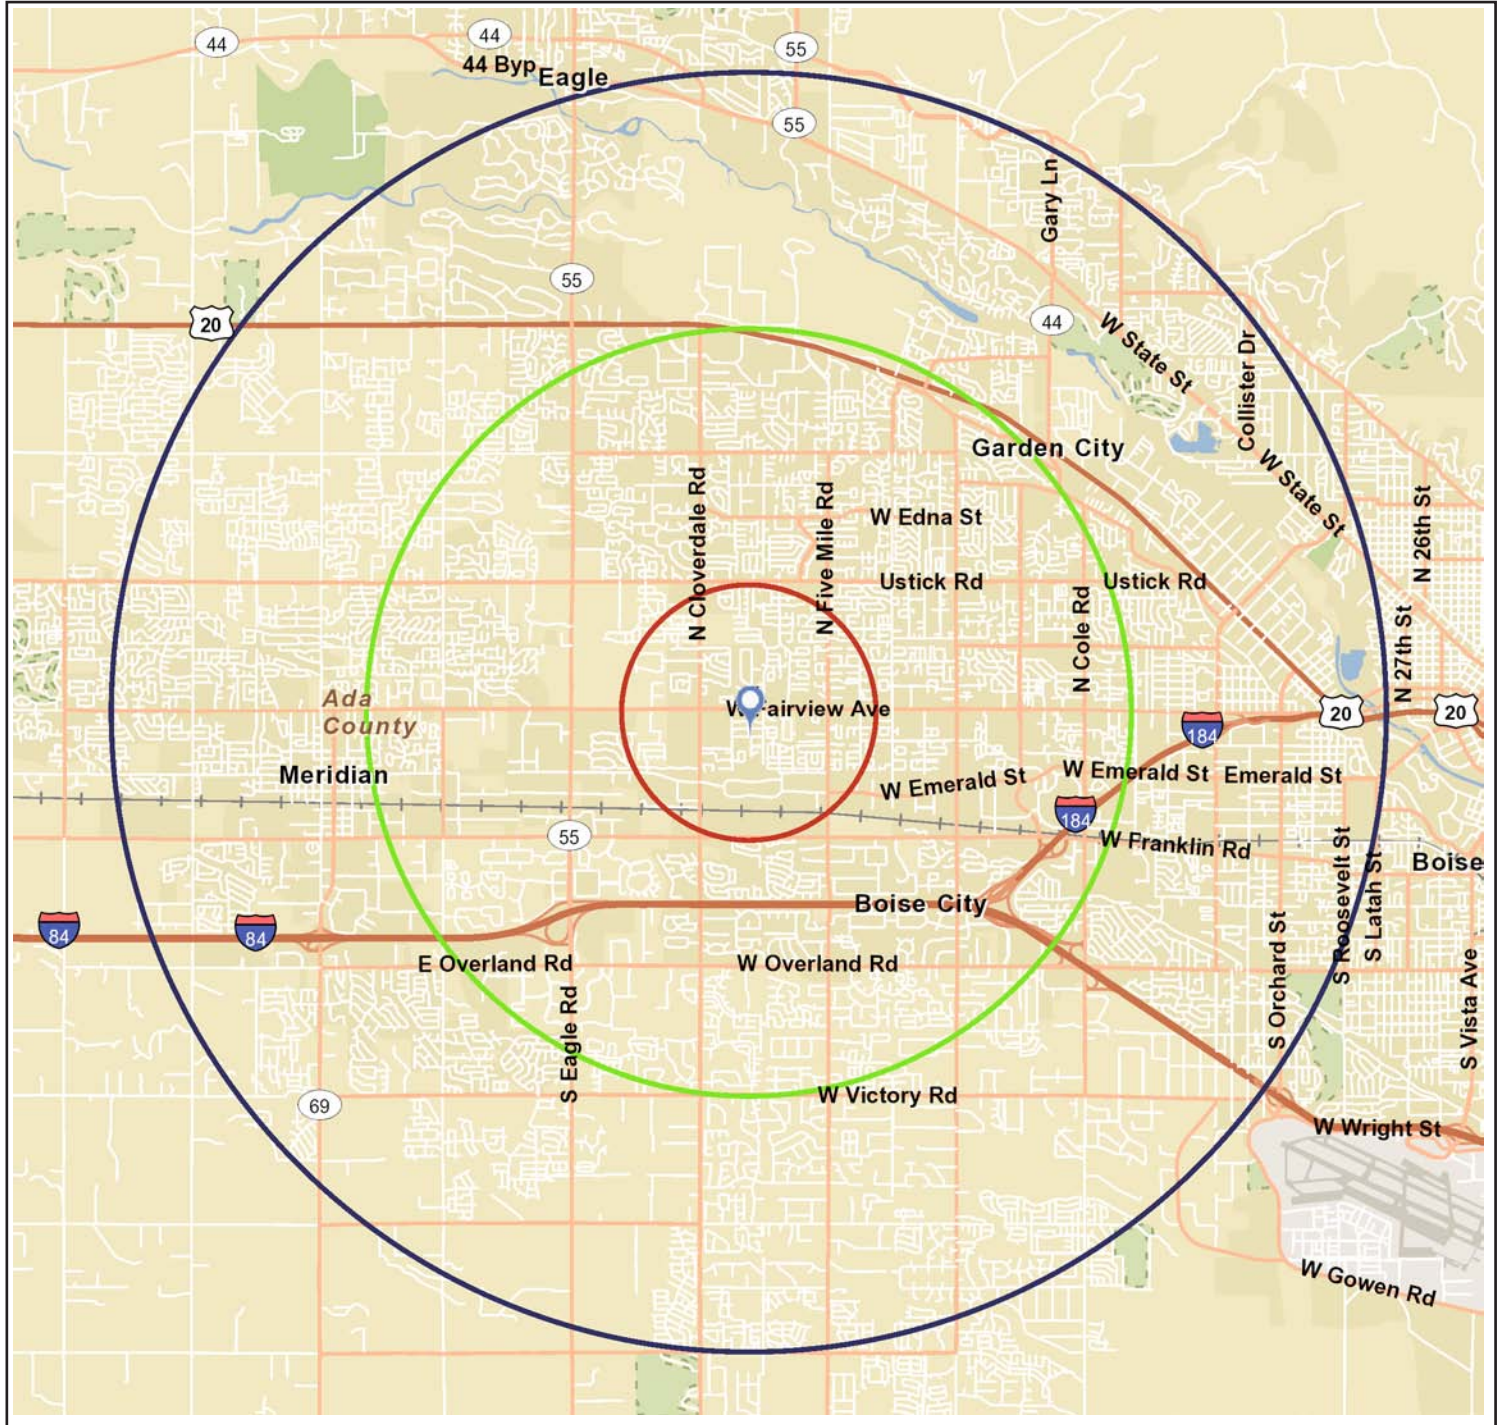 44
44
44 Byp
Eagle
55
55
Gary Ln
55
20
44
W State St
Collister Dr
Garden City
W State St
N Cloverdale Rd
N Five Mile Rd
W Edna St
N 26th St
Ustick Rd
Ustick Rd
N Cole Rd
N 27th St
Ada
County
W Fairview Ave
20
20
184
Meridian
W Emerald St
W Emerald St
Emerald St
184
55
W Franklin Rd
S Roosevelt St
S Latah St
Boise
84
84
Boise City
E Overland Rd
W Overland Rd
S Orchard St
S Vista Ave
S Eagle Rd
69
W Victory Rd
W Wright St
W Gowen Rd